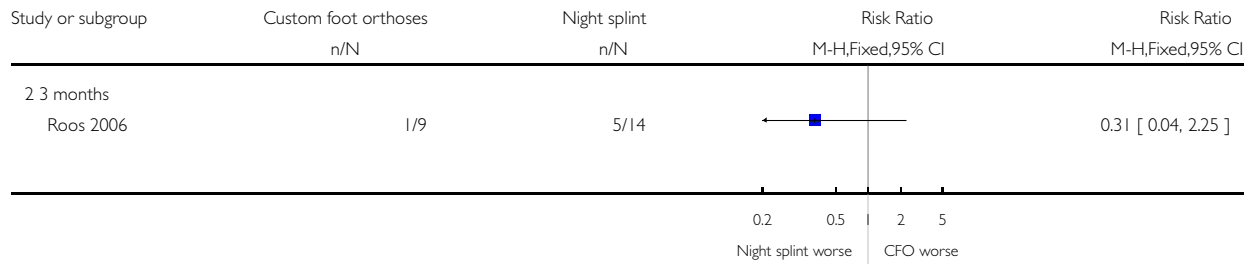 Study or subgroup Custom foot orthoses Night splint Risk Ratio Risk Ratio
n/N n/N M-H,Fixed,95% CI M-H,Fixed,95% CI
2 3 months
Roos 2006 1/9 5/14 0.31 [ 0.04, 2.25 ]
0.2 0.5 1 2 5
Night splint worse CFO worse